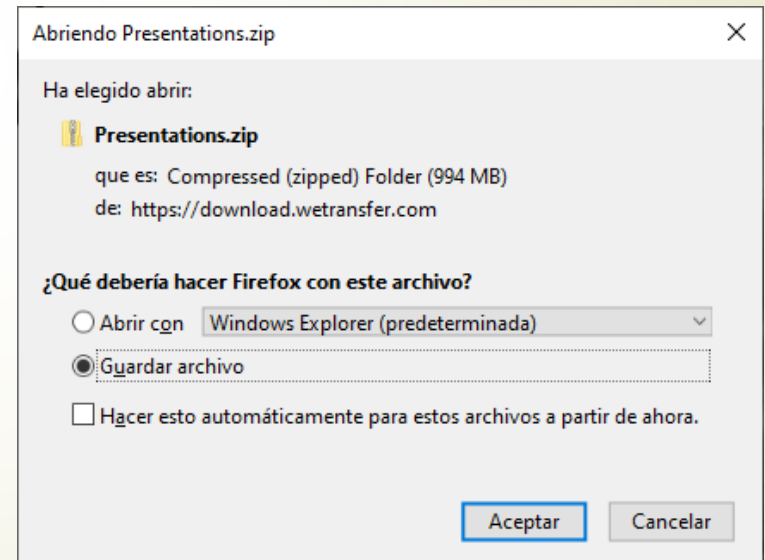 Abriendo Presentations.zip
Ha elegido abrir:
Presentations.zip
que es: Compressed (zipped) Folder (994 MB)
de: https://download.wetransfer.com
¿Qué debería hacer Firefox con este archivo?
Abrir con Windows Explorer (predeterminada)
Guardar archivo
Hacer esto automáticamente para estos archivos a partir de ahora.
Aceptar Cancelar